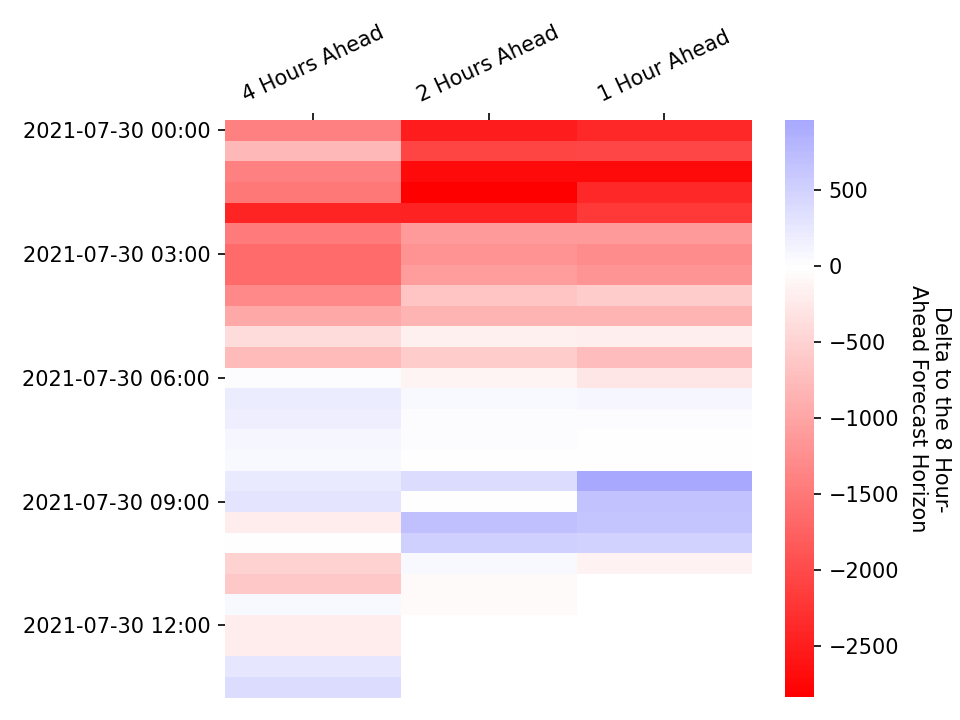 4 Hours Ahead
2 Hours Ahead
1 Hour Ahead
2021-07-30 00:00
2021-07-30 03:00
2021-07-30 06:00
2021-07-30 09:00
2021-07-30 12:00
500
0
−500
−1000
−1500
−2000
−2500
Delta to the 8 Hour-
Ahead Forecast Horizon